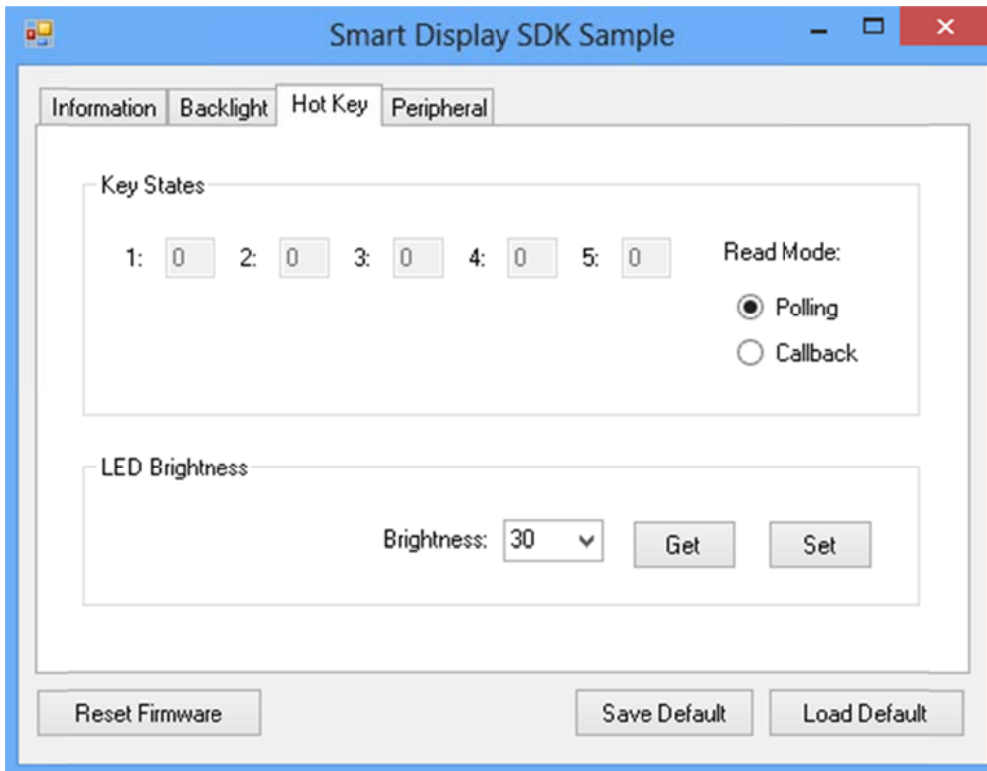 Smart Display SDK Sample
Information Backlight Hot Key Peripheral
Key States
1: 0 2: 0 3: 0 4: 0 5: 0
Read Mode:
Polling
Callback
LED Brightness
Brightness: 30 Get Set
Reset Firmware Save Default Load Default